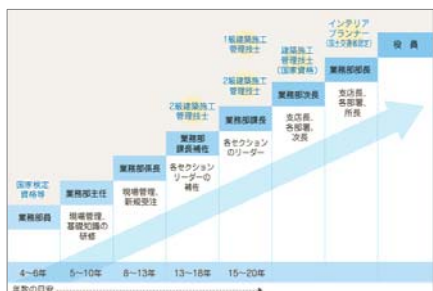 国家検定
資格等
業務部員
4～6年
業務部主任
現場管理、
基礎知識の
研修
5～10年
業務部係長
現場管理、
新規受注
8～13年
2級建築施工
管理技士
業務部
課長補佐
各セクション
リーダーの
補佐
13～18年
1級建築施工
管理技士
2級建築施工
管理技士
業務部課長
各セクション
のリーダー
15～20年
建築施工
管理技士
(国家資格)
業務部次長
支店長、
各部署、
次長
インテリア
プランナー
(国土交通省認定)
業務部部長
支店長、
各部署、
所長
役員
年数の目安